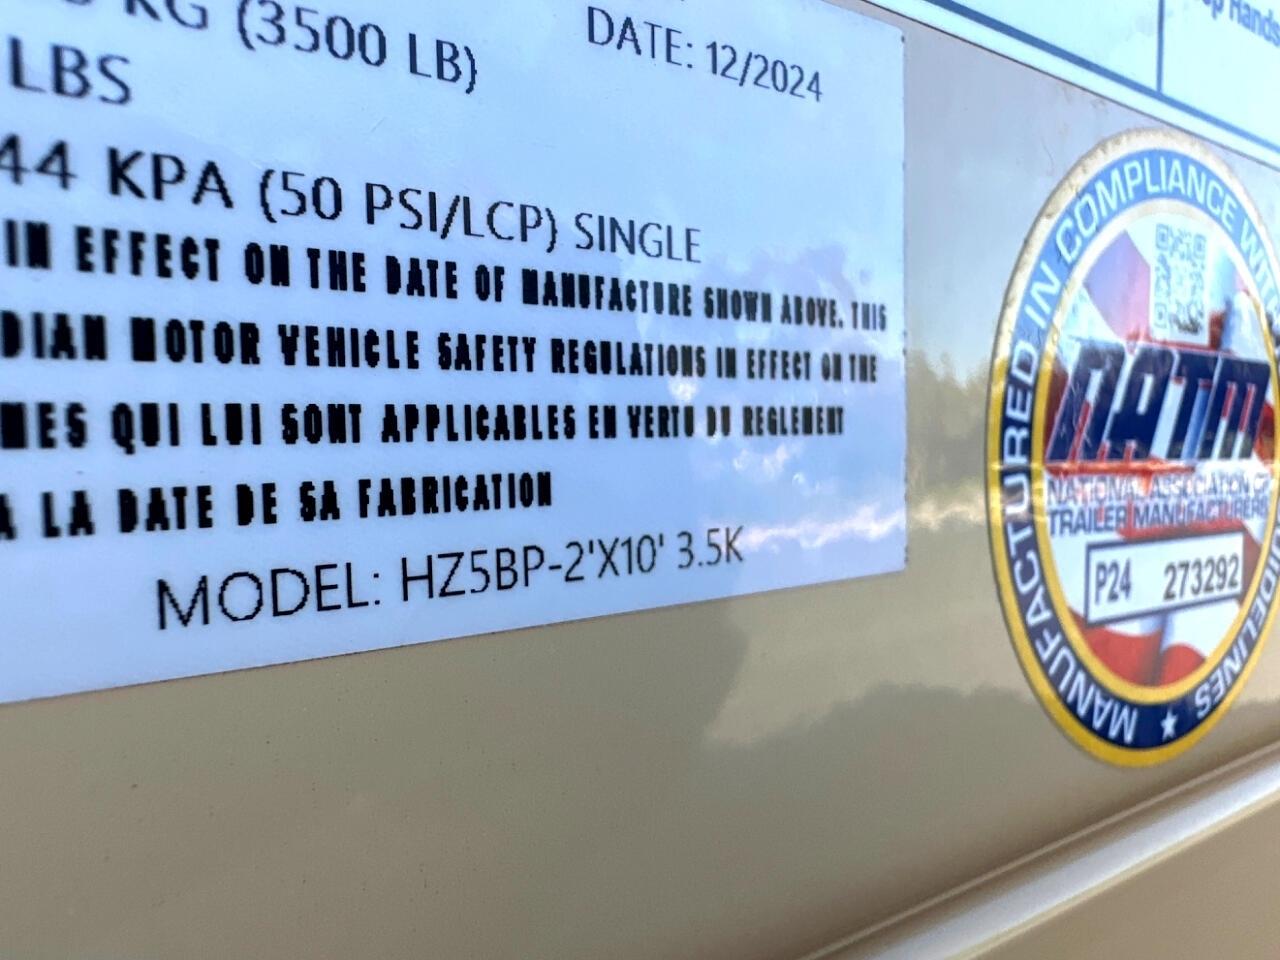 KG (3500 LB)
DATE: 12/2024
LBS
44 KPA (50 PSI/LCP) SINGLE
IN EFFECT ON THE DATE OF MANUFACTURE SHOWN ABOVE. THIS
DIAN MOTOR VEHICLE SAFETY REGULATIONS IN EFFECT ON THE
MES QUI LUI SONT APPLICABLES EN VERTU DU REGLEMENT
A LA DATE DE SA FABRICATION
MODEL: HZ5BP-2'X10' 3.5K
MANUFACTURED IN COMPLIANCE WITH
GUIDELINES
NATM
NATIONAL ASSOCIATION OF
TRAILER MANUFACTURERS
P24 273292